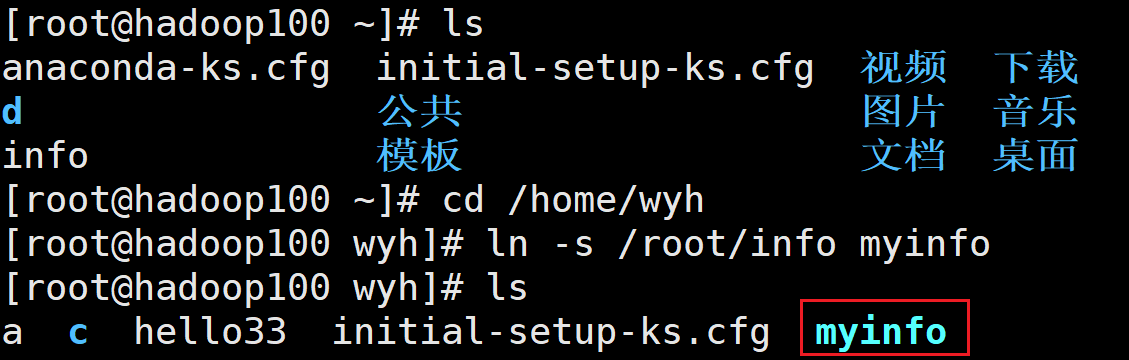 [root@hadoop100 ~]# ls
anaconda-ks.cfg  initial-setup-ks.cfg  视频  下载
d                公共                  图片  音乐
info             模板                  文档  桌面
[root@hadoop100 ~]# cd /home/wyh
[root@hadoop100 wyh]# ln -s /root/info myinfo
[root@hadoop100 wyh]# ls
a  c  hello33  initial-setup-ks.cfg  myinfo